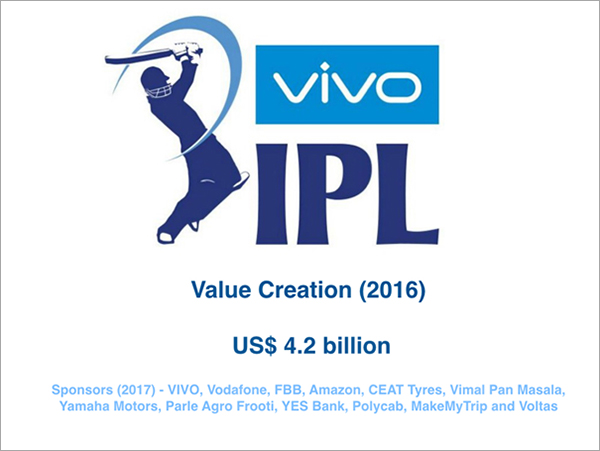 vivo
IPL
Value Creation (2016)
US$ 4.2 billion
Sponsors (2017) - VIVO, Vodafone, FBB, Amazon, CEAT Tyres, Vimal Pan Masala,
Yamaha Motors, Parle Agro Frooti, YES Bank, Polycab, MakeMyTrip and Voltas